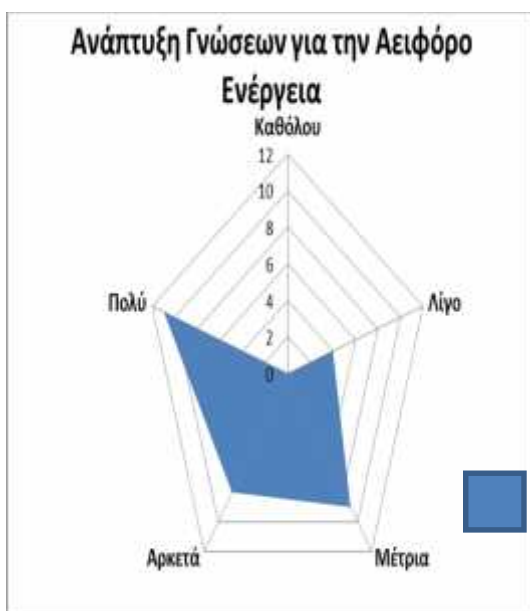 Ανάπτυξη Γνώσεων για την Αειφόρο
Ενέργεια
Καθόλου
12
10
8
6
4
2
0
Πολύ
Λίγο
Αρκετά
Μέτρια